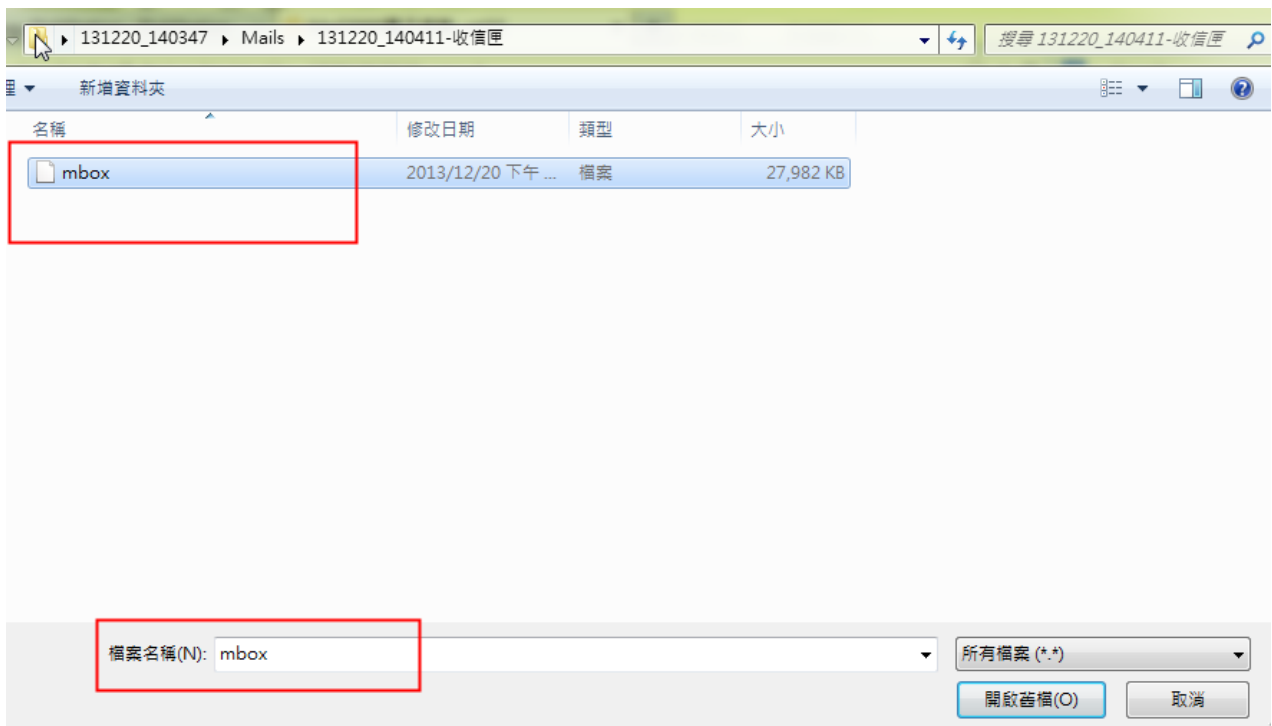 131220_140347 Mails 131220_140411-收信匣 搜尋 131220_140411-收信匣
理 新增資料夾
名稱 修改日期 類型 大小
mbox 2013/12/20 下午 ... 檔案 27,982 KB
檔案名稱(N): mbox 所有檔案 (*.*)
開啟舊檔(O) 取消